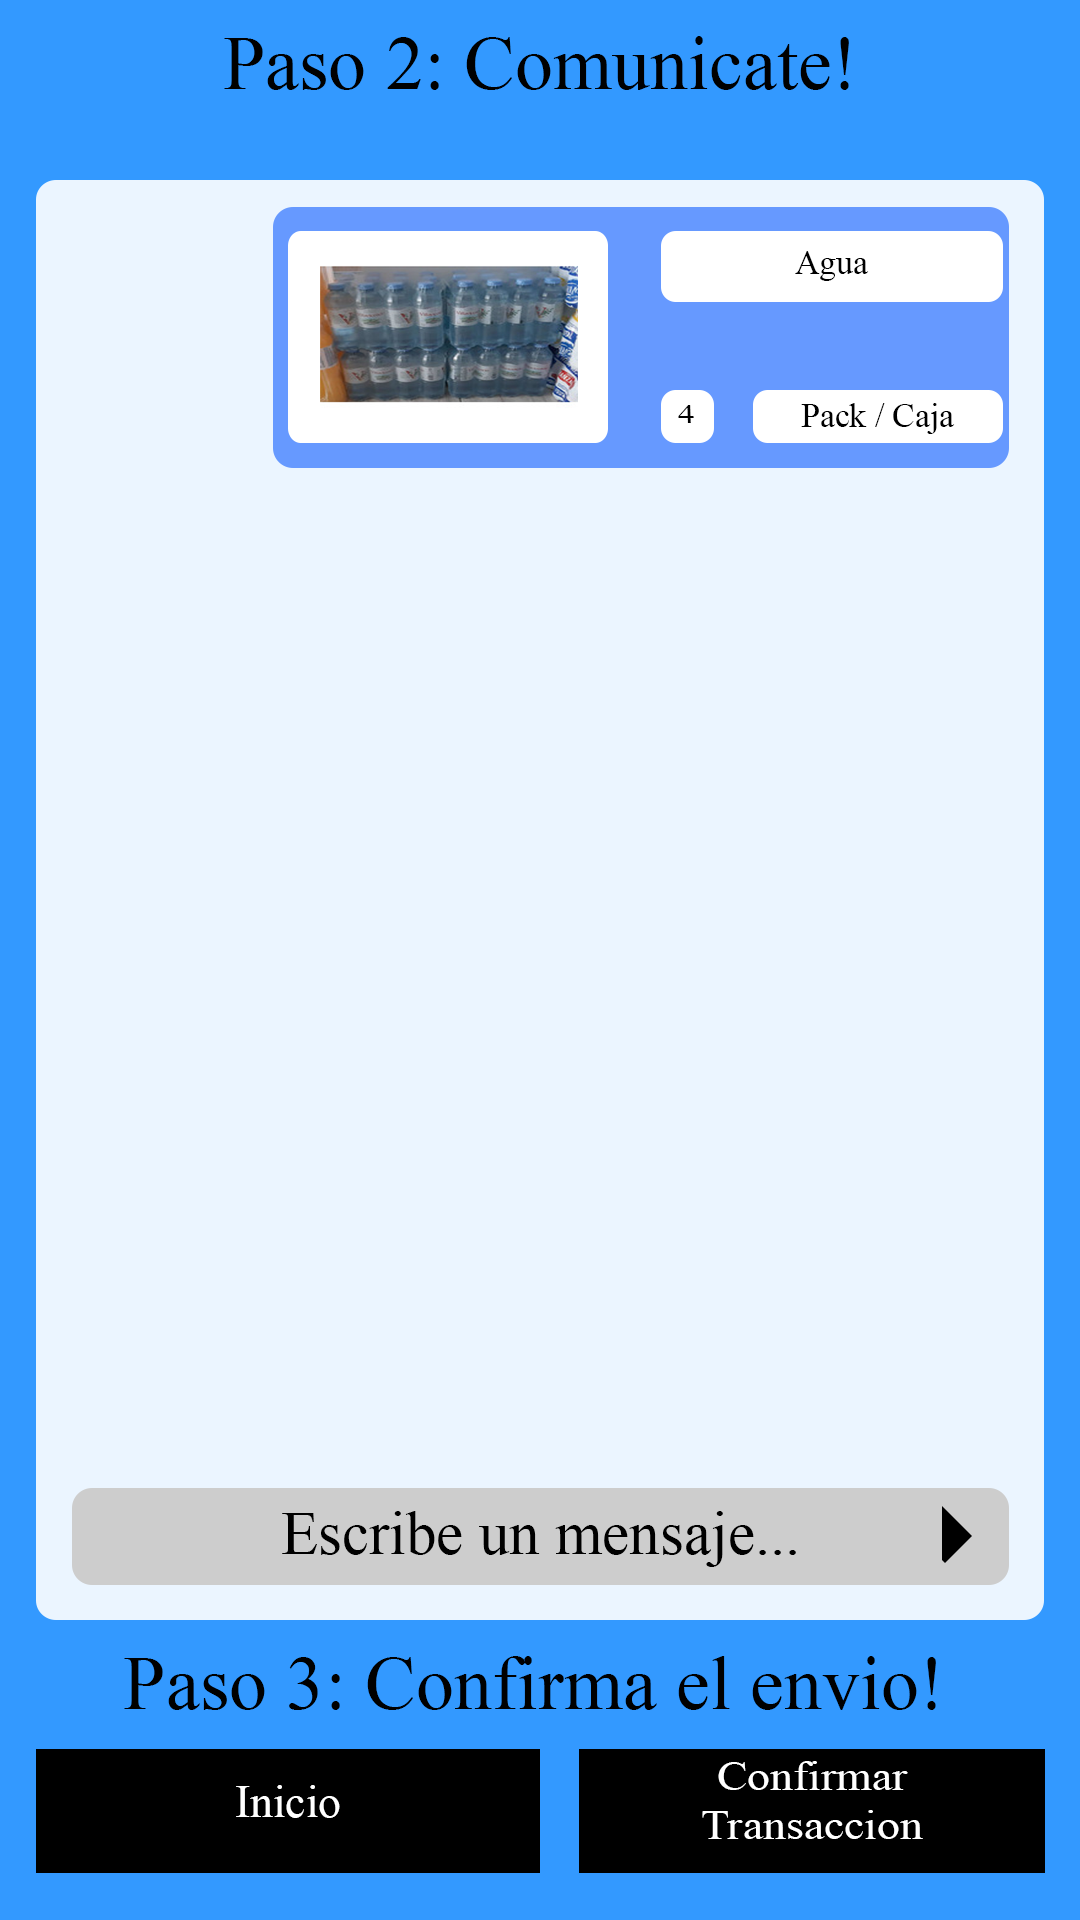 Paso 2: Comunicate!
Agua
4
Pack / Caja
Escribe un mensaje...
Paso 3: Confirma el envio!
Inicio
Confirmar
Transaccion